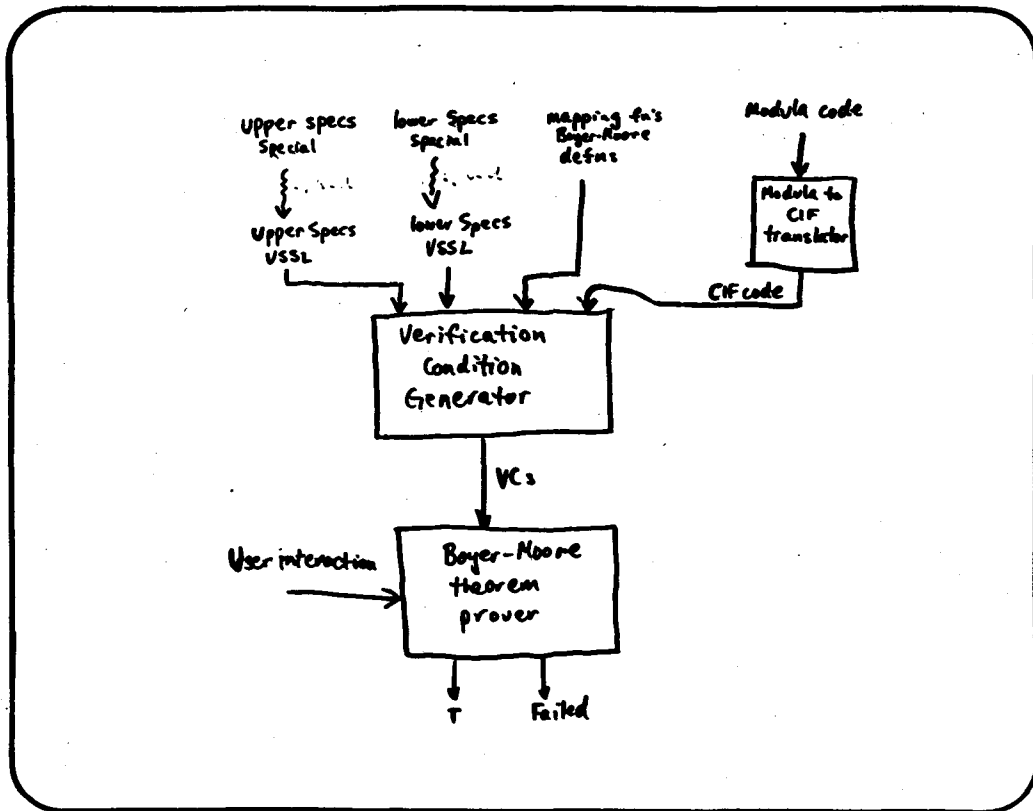 Upper specs
Special
lower Specs
Special
mapping fn's
Boyer-Moore
defns
Modula code
Upper Specs
VSSL
lower Specs
VSSL
Modula to
CIF
translator
CIF code
Verification
Condition
Generator
VCs
User interaction
Boyer-Moore
theorem
prover
T
Failed